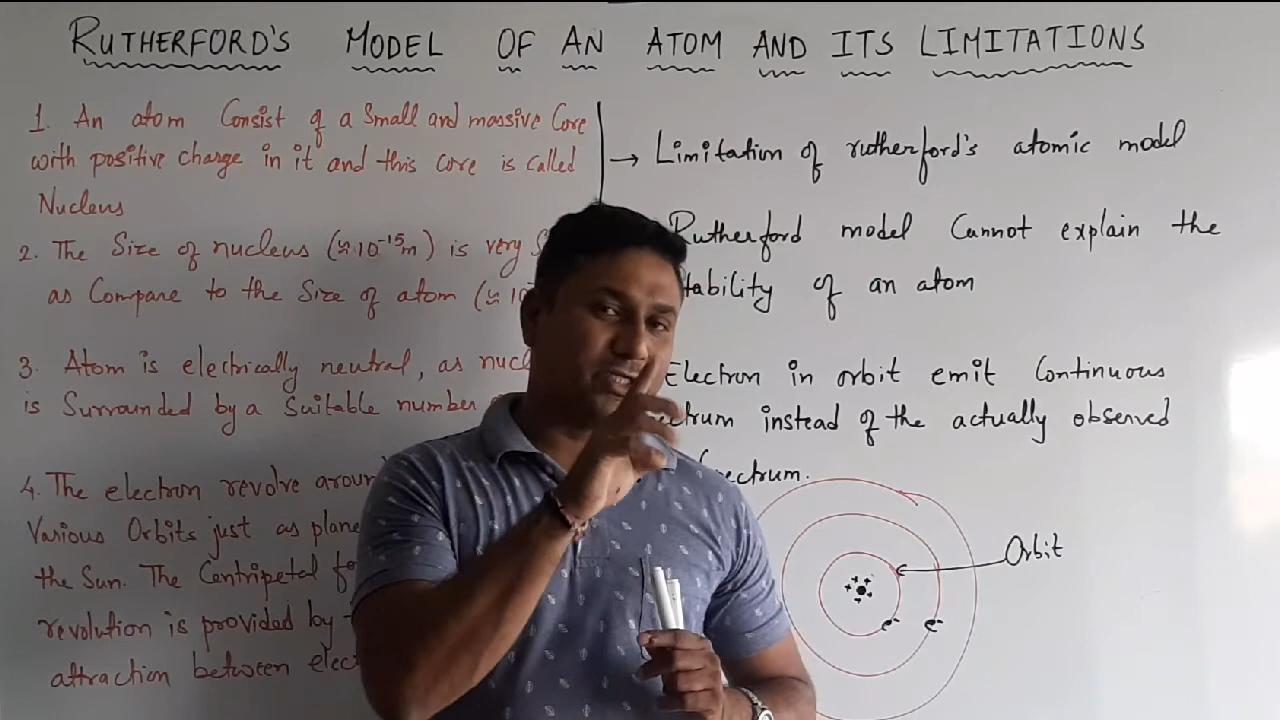 RUTHERFORD'S MODEL OF AN ATOM AND ITS LIMITATIONS
1. An atom Consist of a Small and massive Core
with positive charge in it and this core is called
Nucleus
2. The Size of nucleus (≈10⁻¹⁵m) is very
as Compare to the Size of atom (≈10
3. Atom is electrically neutral, as
is Surrounded by a Suitable number
4. The electron revolve
Various Orbits just as
the Sun. The Centripetal
revolution is provided by
attraction between
→ Limitation of rutherford's atomic model
Rutherford model Cannot explain the
of an atom
Electron in orbit emit Continuous
instead of the actually observed
Orbit
e⁻ e⁻